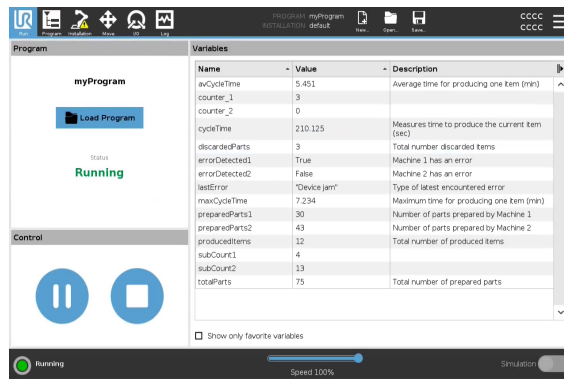 UR
Run
Program
Installation
Move
I/O
Log
PROGRAM myProgram
INSTALLATION default
New...
Open...
Save...
CCCC
CCCC
Program
myProgram
Load Program
Status
Running
Control
Variables
Name Value Description
avCycleTime 5.451 Average time for producing one item (min)
counter_1 3
counter_2 0
cycleTime 210.125 Measures time to produce the current item
(sec)
discardedParts 3 Total number discarded items
errorDetected1 True Machine 1 has an error
errorDetected2 False Machine 2 has an error
lastError "Device jam" Type of latest encountered error
maxCycleTime 7.234 Maximum time for producing one item (min)
preparedParts1 30 Number of parts prepared by Machine 1
preparedParts2 43 Number of parts prepared by Machine 2
producedItems 12 Total number of produced items
subCount1 4
subCount2 13
totalParts 75 Total number of prepared parts
Show only favorite variables
Running
Speed 100%
Simulation